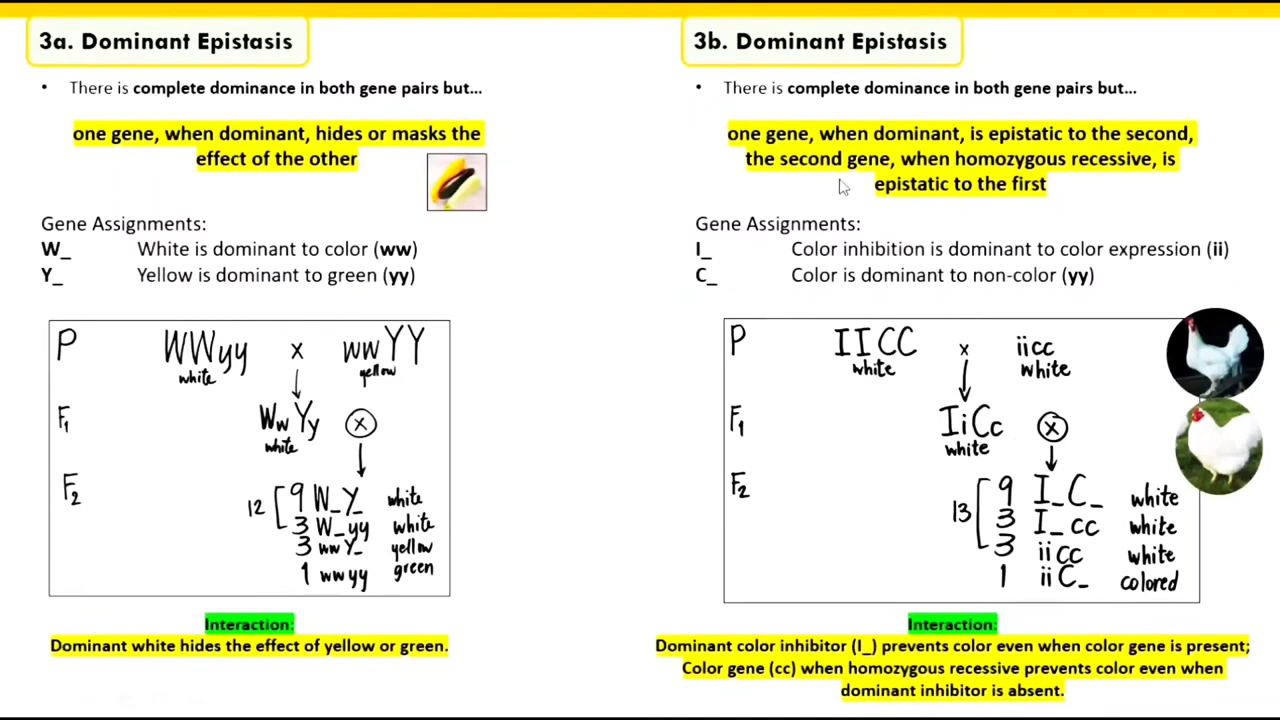 3a. Dominant Epistasis
• There is complete dominance in both gene pairs but...
one gene, when dominant, hides or masks the
effect of the other
Gene Assignments:
W_ White is dominant to color (ww)
Y_ Yellow is dominant to green (yy)
P WWyy x wwYY
white yellow
F1 WwYy x
white
F2
12 9 W_Y_ white
3 W_yy white
3 wwY_ yellow
1 wwyy green
Interaction:
Dominant white hides the effect of yellow or green.
3b. Dominant Epistasis
• There is complete dominance in both gene pairs but...
one gene, when dominant, is epistatic to the second,
the second gene, when homozygous recessive, is
epistatic to the first
Gene Assignments:
I_ Color inhibition is dominant to color expression (ii)
C_ Color is dominant to non-color (yy)
P IICC x iicc
white white
F1 IiCc x
white
F2
13 9 I_C_ white
3 I_cc white
3 iicc white
1 iiC_ colored
Interaction:
Dominant color inhibitor (I_) prevents color even when color gene is present;
Color gene (cc) when homozygous recessive prevents color even when
dominant inhibitor is absent.